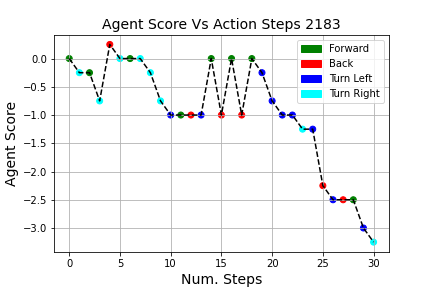 Agent Score Vs Action Steps 2183
Forward
Back
Turn Left
Turn Right
Agent Score
0.0
−0.5
−1.0
−1.5
−2.0
−2.5
−3.0
0 5 10 15 20 25 30
Num. Steps